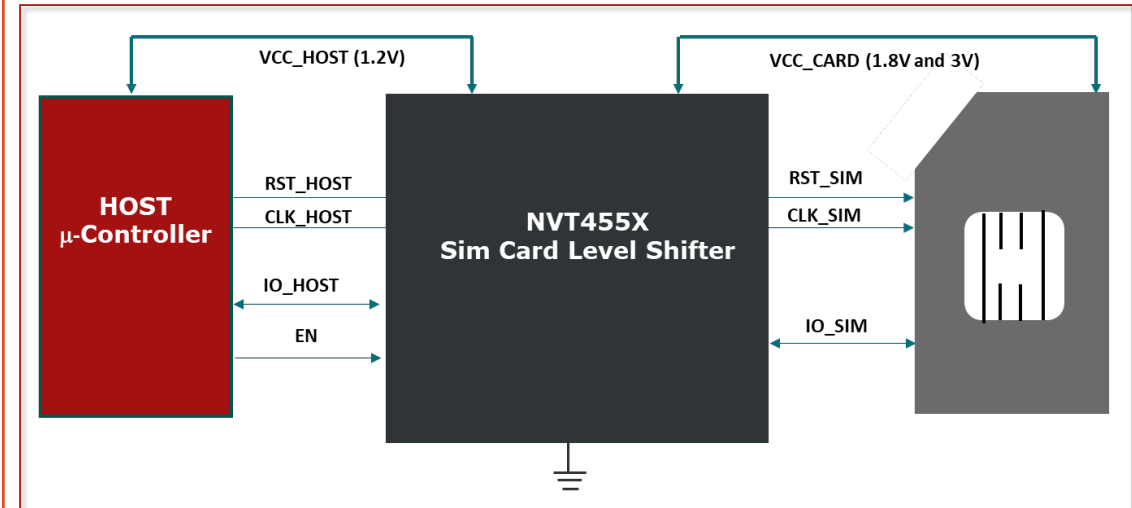 VCC_HOST (1.2V)
VCC_CARD (1.8V and 3V)
HOST
μ-Controller
RST_HOST
CLK_HOST
IO_HOST
EN
NVT455X
Sim Card Level Shifter
RST_SIM
CLK_SIM
IO_SIM